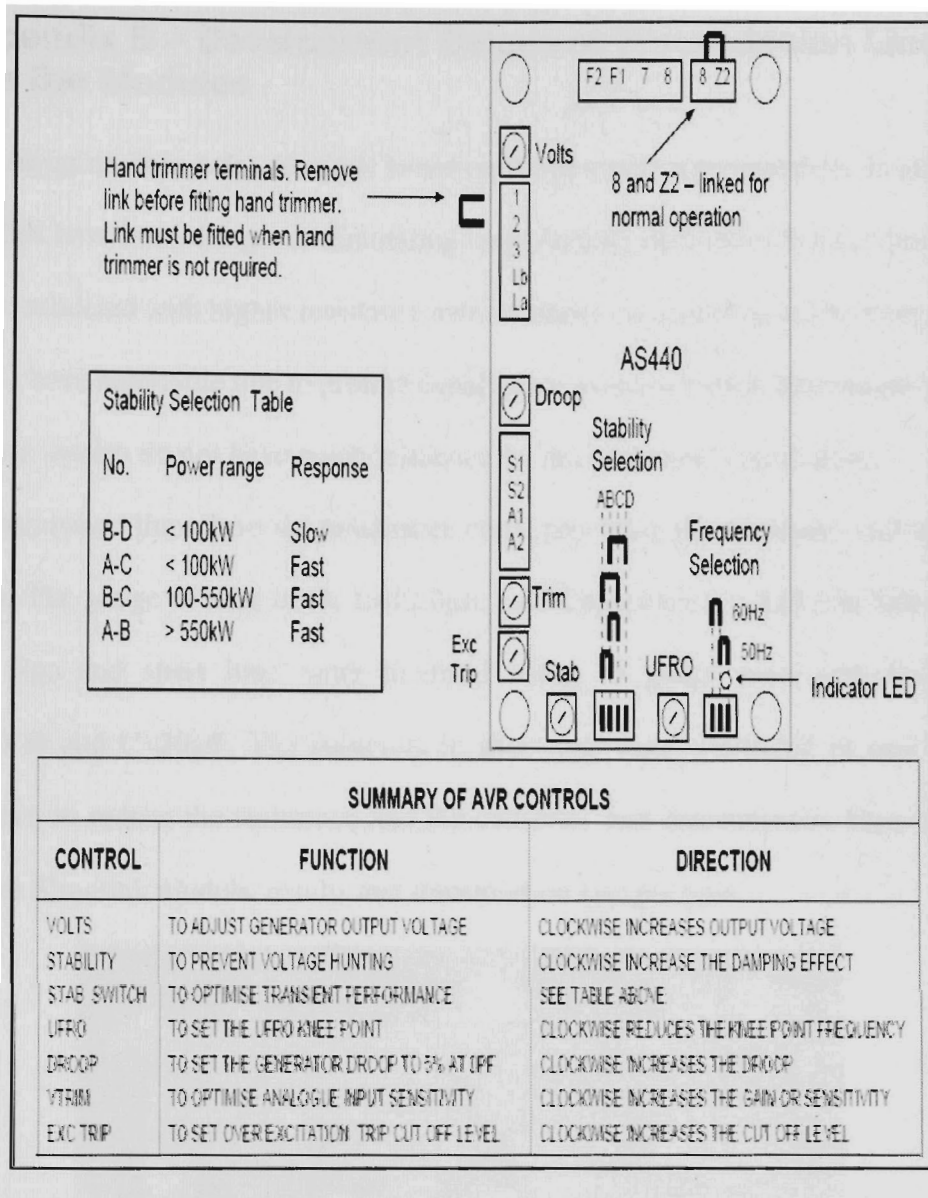 F2 F1 7 8 8 Z2
Volts
Hand trimmer terminals. Remove
link before fitting hand trimmer.
Link must be fitted when hand
trimmer is not required.
8 and Z2 – linked for
normal operation
1
2
3
Lb
La
AS440
Stability Selection Table
No. Power range Response
B-D < 100kW Slow
A-C < 100kW Fast
B-C 100-550kW Fast
A-B > 550kW Fast
Droop
S1
S2
A1
A2
Stability
Selection
ABCD
Frequency
Selection
Trim
60Hz
50Hz
Exc
Trip
Stab
UFRO
Indicator LED
SUMMARY OF AVR CONTROLS
CONTROL FUNCTION DIRECTION
VOLTS TO ADJUST GENERATOR OUTPUT VOLTAGE CLOCKWISE INCREASES OUTPUT VOLTAGE
STABILITY TO PREVENT VOLTAGE HUNTING CLOCKWISE INCREASE THE DAMPING EFFECT
STAB SWITCH TO OPTIMISE TRANSIENT PERFORMANCE SEE TABLE ABOVE
UFRO TO SET THE UFRO KNEE POINT CLOCKWISE REDUCES THE KNEE POINT FREQUENCY
DROOP TO SET THE GENERATOR DROOP TO 5% AT 0PF CLOCKWISE INCREASES THE DROOP
VTRIM TO OPTIMISE ANALOGUE INPUT SENSITIVITY CLOCKWISE INCREASES THE GAIN OR SENSITIVITY
EXC TRIP TO SET OVER EXCITATION TRIP CUT OFF LEVEL CLOCKWISE INCREASES THE CUT OFF LEVEL